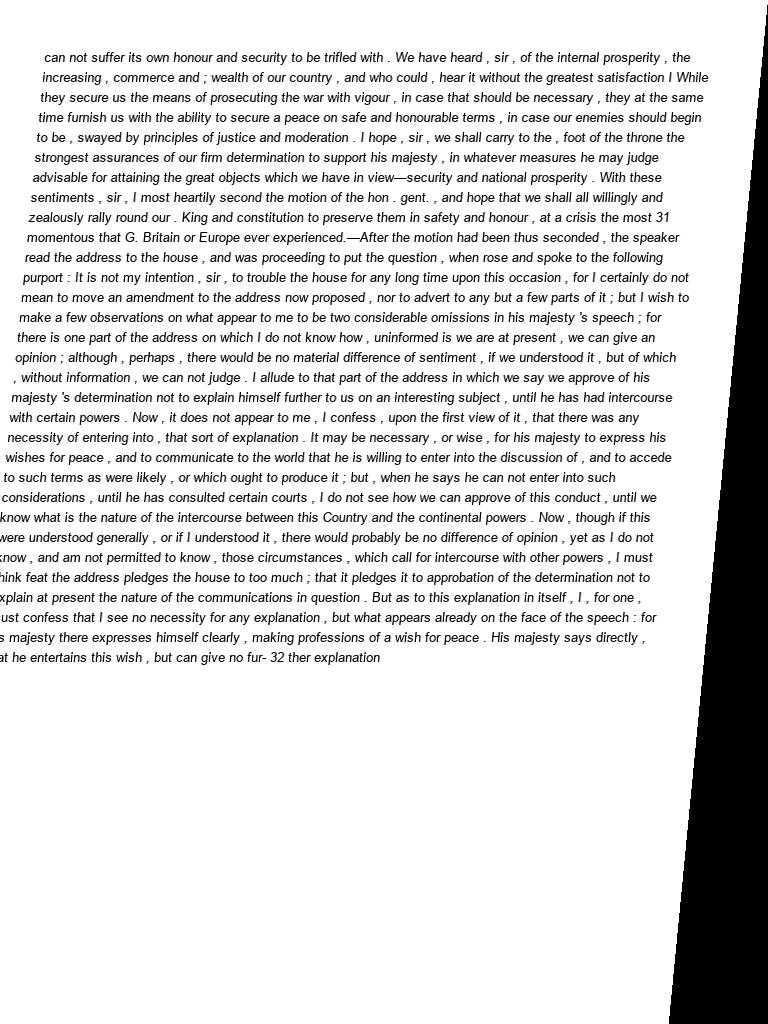 can not suffer its own honour and security to be trifled with . We have heard , sir , of the internal prosperity , the
increasing , commerce and ; wealth of our country , and who could , hear it without the greatest satisfaction I While
they secure us the means of prosecuting the war with vigour , in case that should be necessary , they at the same
time furnish us with the ability to secure a peace on safe and honourable terms , in case our enemies should begin
to be , swayed by principles of justice and moderation . I hope , sir , we shall carry to the , foot of the throne the
strongest assurances of our firm determination to support his majesty , in whatever measures he may judge
advisable for attaining the great objects which we have in view—security and national prosperity . With these
sentiments , sir , I most heartily second the motion of the hon . gent. , and hope that we shall all willingly and
zealously rally round our . King and constitution to preserve them in safety and honour , at a crisis the most 31
momentous that G. Britain or Europe ever experienced.—After the motion had been thus seconded , the speaker
read the address to the house , and was proceeding to put the question , when rose and spoke to the following
purport : It is not my intention , sir , to trouble the house for any long time upon this occasion , for I certainly do not
mean to move an amendment to the address now proposed , nor to advert to any but a few parts of it ; but I wish to
make a few observations on what appear to me to be two considerable omissions in his majesty 's speech ; for
there is one part of the address on which I do not know how , uninformed is we are at present , we can give an
opinion ; although , perhaps , there would be no material difference of sentiment , if we understood it , but of which
, without information , we can not judge . I allude to that part of the address in which we say we approve of his
majesty 's determination not to explain himself further to us on an interesting subject , until he has had intercourse
with certain powers . Now , it does not appear to me , I confess , upon the first view of it , that there was any
necessity of entering into , that sort of explanation . It may be necessary , or wise , for his majesty to express his
wishes for peace , and to communicate to the world that he is willing to enter into the discussion of , and to accede
to such terms as were likely , or which ought to produce it ; but , when he says he can not enter into such
considerations , until he has consulted certain courts , I do not see how we can approve of this conduct , until we
know what is the nature of the intercourse between this Country and the continental powers . Now , though if this
were understood generally , or if I understood it , there would probably be no difference of opinion , yet as I do not
know , and am not permitted to know , those circumstances , which call for intercourse with other powers , I must
feat the address pledges the house to too much ; that it pledges it to approbation of the determination not to
at present the nature of the communications in question . But as to this explanation in itself , I , for one ,
confess that I see no necessity for any explanation , but what appears already on the face of the speech : for
majesty there expresses himself clearly , making professions of a wish for peace . His majesty says directly ,
he entertains this wish , but can give no fur- 32 ther explanation